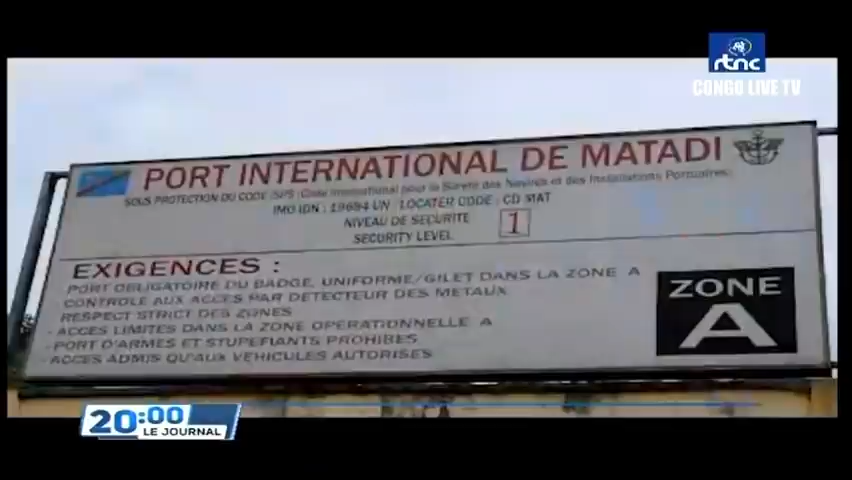 rtnc
CONGO LIVE TV
PORT INTERNATIONAL DE MATADI
SOUS PROTECTION DU CODE ISPS (Code International pour la Sureté des Navires et des Installations Portuaires)
IMO IDN : 19694 UN / LOCATER CODE : CD MAT
NIVEAU DE SECURITE
SECURITY LEVEL
1
EXIGENCES :
PORT OBLIGATOIRE DU BADGE, UNIFORME/GILET DANS LA ZONE A
CONTROLE AUX ACCES PAR DETECTEUR DES METAUX
RESPECT STRICT DES ZONES
- ACCES LIMITES DANS LA ZONE OPERATIONNELLE A
- PORT D'ARMES ET STUPEFIANTS PROHIBES
- ACCES ADMIS QU'AUX VEHICULES AUTORISES
ZONE
A
20:00
LE JOURNAL